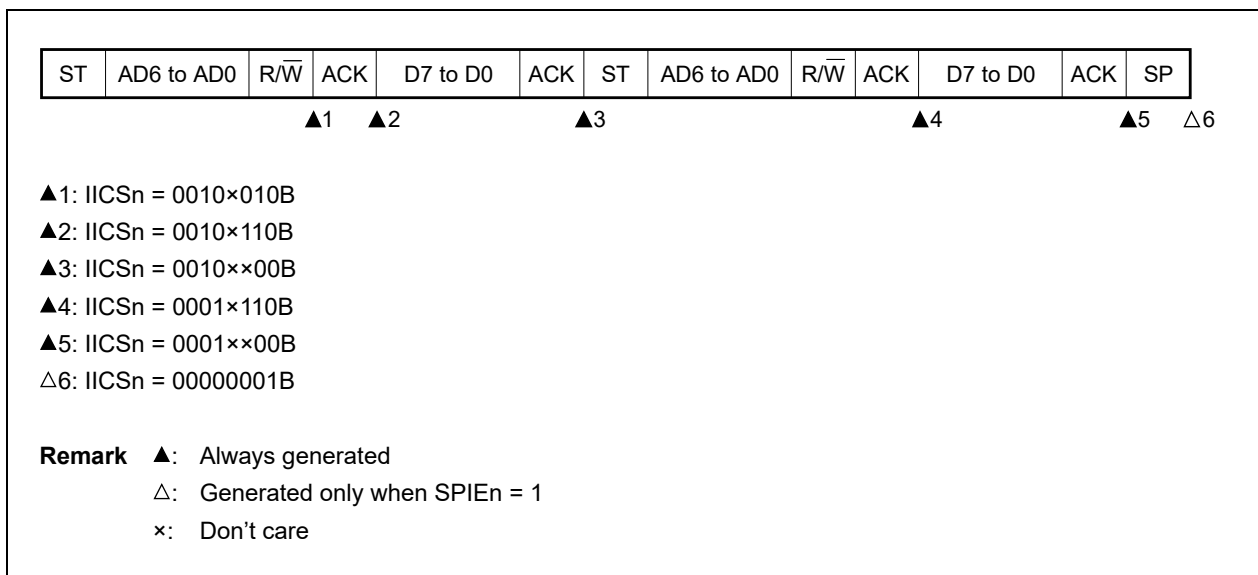 ST AD6 to AD0 R/W̅ ACK D7 to D0 ACK ST AD6 to AD0 R/W̅ ACK D7 to D0 ACK SP
▲1 ▲2 ▲3 ▲4 ▲5 △6
▲1: IICSn = 0010×010B
▲2: IICSn = 0010×110B
▲3: IICSn = 0010××00B
▲4: IICSn = 0001×110B
▲5: IICSn = 0001××00B
△6: IICSn = 00000001B
Remark ▲: Always generated
△: Generated only when SPIEn = 1
×: Don't care